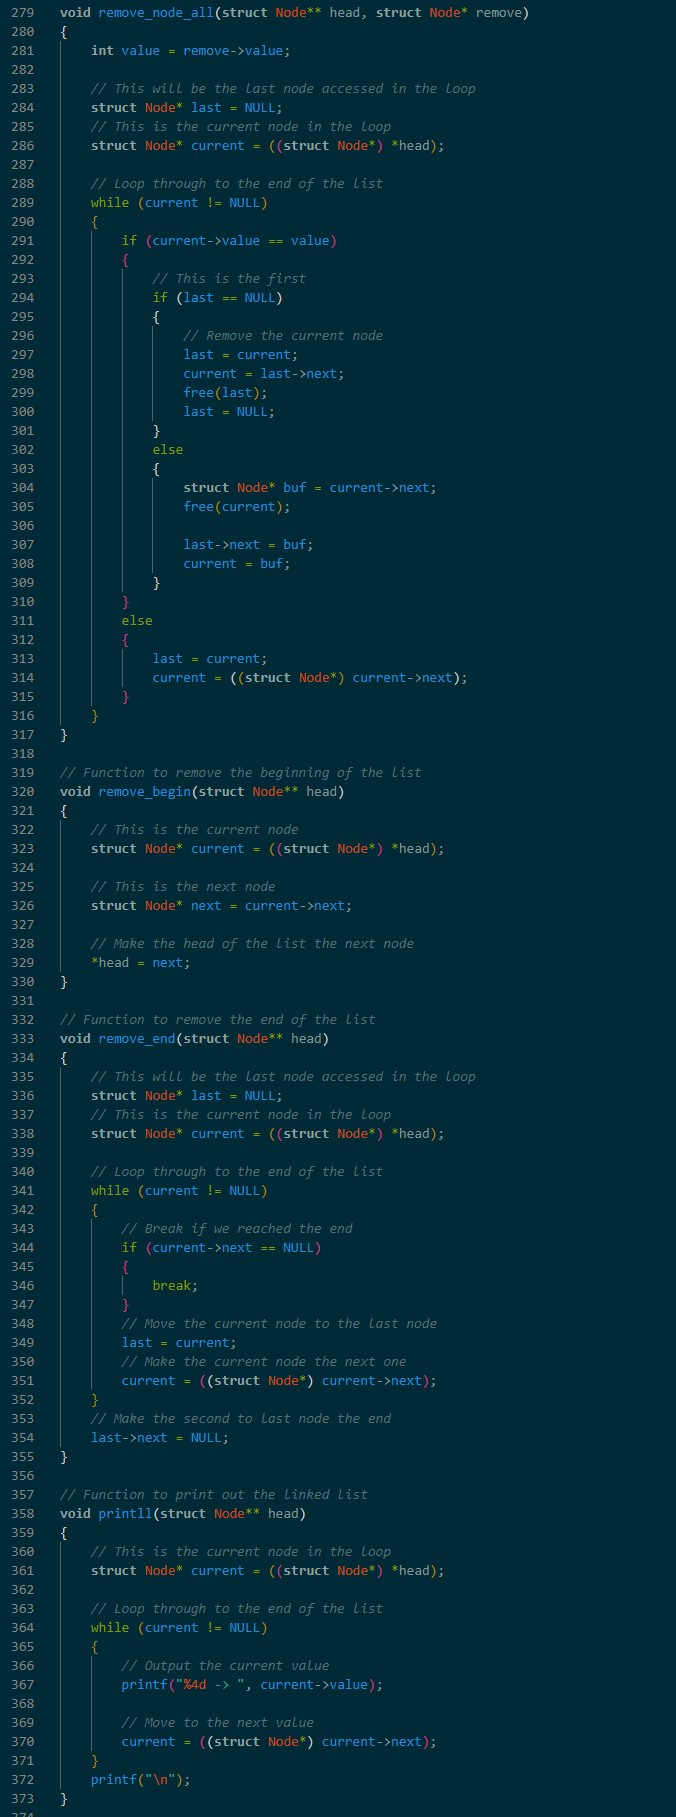 279 void remove_node_all(struct Node** head, struct Node* remove)
280 {
281     int value = remove->value;
282
283     // This will be the last node accessed in the loop
284     struct Node* last = NULL;
285     // This is the current node in the loop
286     struct Node* current = ((struct Node*) *head);
287
288     // Loop through to the end of the list
289     while (current != NULL)
290     {
291         if (current->value == value)
292         {
293             // This is the first
294             if (last == NULL)
295             {
296                 // Remove the current node
297                 last = current;
298                 current = last->next;
299                 free(last);
300                 last = NULL;
301             }
302             else
303             {
304                 struct Node* buf = current->next;
305                 free(current);
306
307                 last->next = buf;
308                 current = buf;
309             }
310         }
311         else
312         {
313             last = current;
314             current = ((struct Node*) current->next);
315         }
316     }
317 }
318
319 // Function to remove the beginning of the list
320 void remove_begin(struct Node** head)
321 {
322     // This is the current node
323     struct Node* current = ((struct Node*) *head);
324
325     // This is the next node
326     struct Node* next = current->next;
327
328     // Make the head of the list the next node
329     *head = next;
330 }
331
332 // Function to remove the end of the list
333 void remove_end(struct Node** head)
334 {
335     // This will be the last node accessed in the loop
336     struct Node* last = NULL;
337     // This is the current node in the loop
338     struct Node* current = ((struct Node*) *head);
339
340     // Loop through to the end of the list
341     while (current != NULL)
342     {
343         // Break if we reached the end
344         if (current->next == NULL)
345         {
346             break;
347         }
348         // Move the current node to the last node
349         last = current;
350         // Make the current node the next one
351         current = ((struct Node*) current->next);
352     }
353     // Make the second to last node the end
354     last->next = NULL;
355 }
356
357 // Function to print out the linked list
358 void printll(struct Node** head)
359 {
360     // This is the current node in the loop
361     struct Node* current = ((struct Node*) *head);
362
363     // Loop through to the end of the list
364     while (current != NULL)
365     {
366         // Output the current value
367         printf("%4d -> ", current->value);
368
369         // Move to the next value
370         current = ((struct Node*) current->next);
371     }
372     printf("\n");
373 }
374